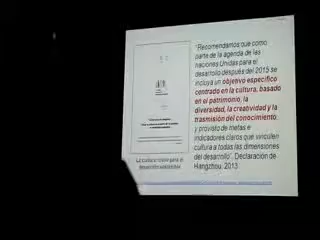 "Recomendamos que como
parte de la agenda de las
naciones Unidas para el
desarrollo después del 2015 se
incluya un objetivo específico
centrado en la cultura, basado
en el patrimonio, la
diversidad, la creatividad y la
trasmisión del conocimiento,
y provisto de metas e
indicadores claros que vinculen
cultura a todas las dimensiones
del desarrollo". Declaración de
Hangzhou, 2013
La cultura clave para el
desarrollo sostenible